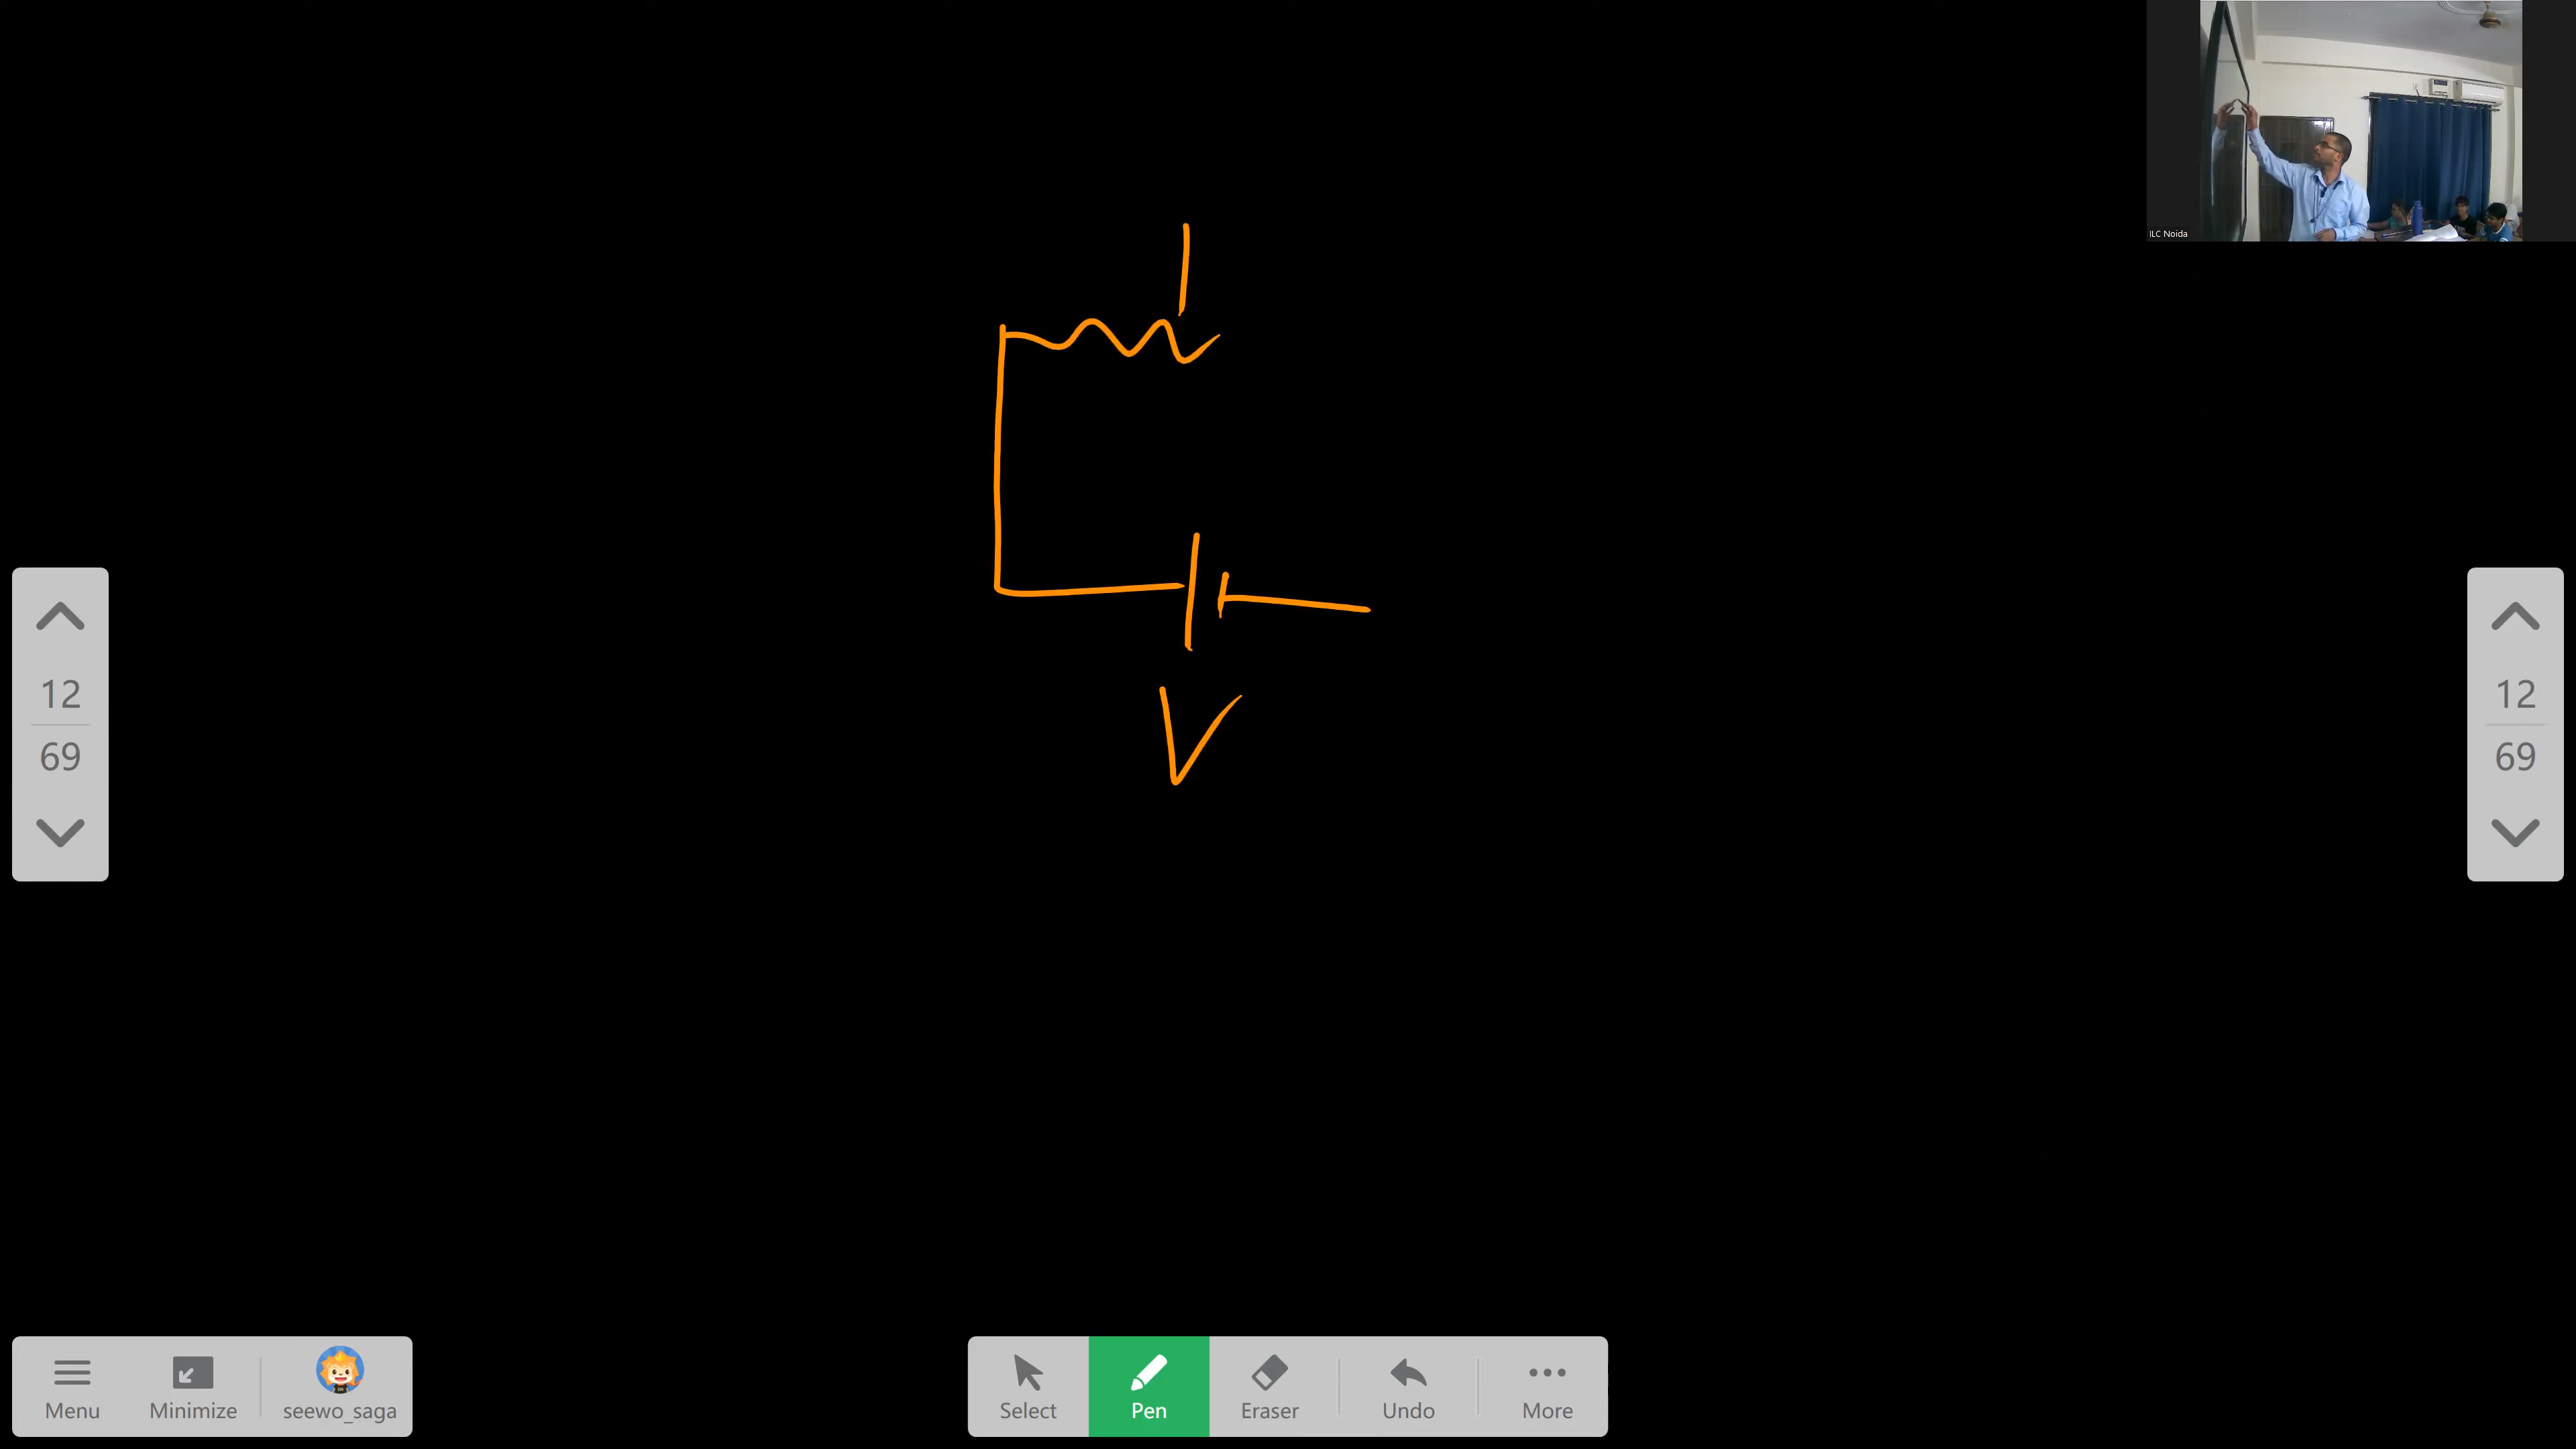 ILC Noida
V
12
69
12
69
Menu
Minimize
seewo_saga
Select
Pen
Eraser
Undo
More